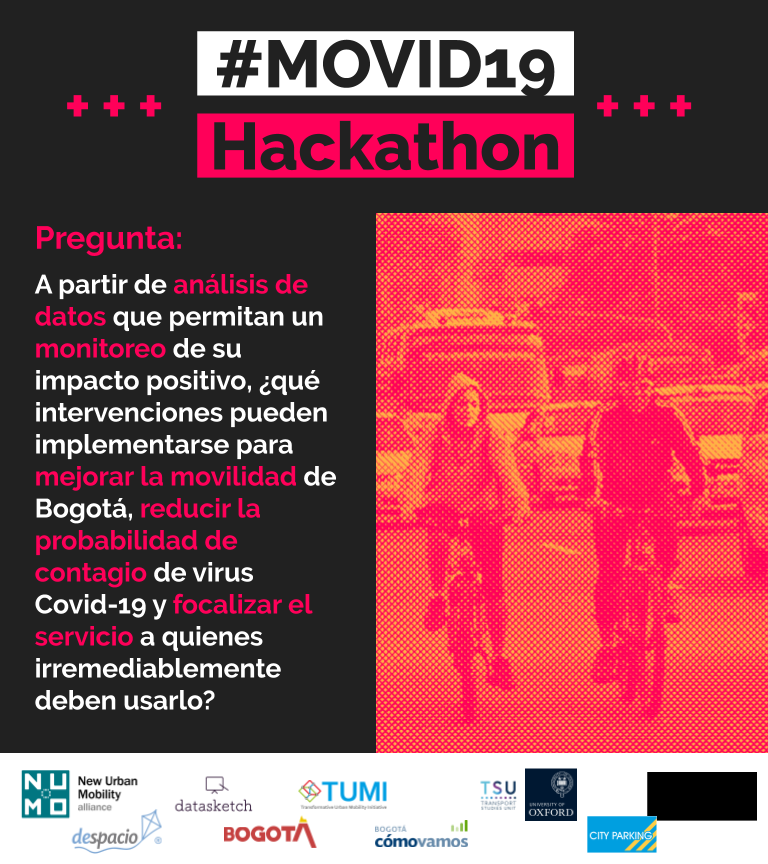 #MOVID19
Hackathon
Pregunta:
A partir de análisis de
datos que permitan un
monitoreo de su
impacto positivo, ¿qué
intervenciones pueden
implementarse para
mejorar la movilidad de
Bogotá, reducir la
probabilidad de
contagio de virus
Covid-19 y focalizar el
servicio a quienes
irremediablemente
deben usarlo?
NU
MO
New Urban
Mobility
alliance
datasketch
TUMI
Transformative Urban Mobility Initiative
TSU
TRANSPORT
STUDIES UNIT
UNIVERSITY OF
OXFORD
despacio
BOGOTÁ
BOGOTÁ
cómovamos
CITY PARKING